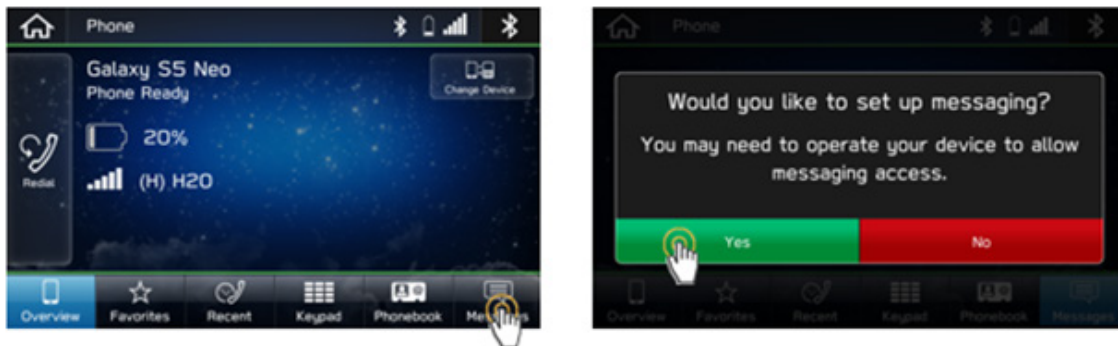 Phone
Galaxy S5 Neo
Phone Ready
Change Device
20%
Redial
(H) H2O
Overview
Favorites
Recent
Keypad
Phonebook
Messages
Phone
Would you like to set up messaging?
You may need to operate your device to allow
messaging access.
Yes
No
Overview
Favorites
Recent
Keypad
Phonebook
Messages